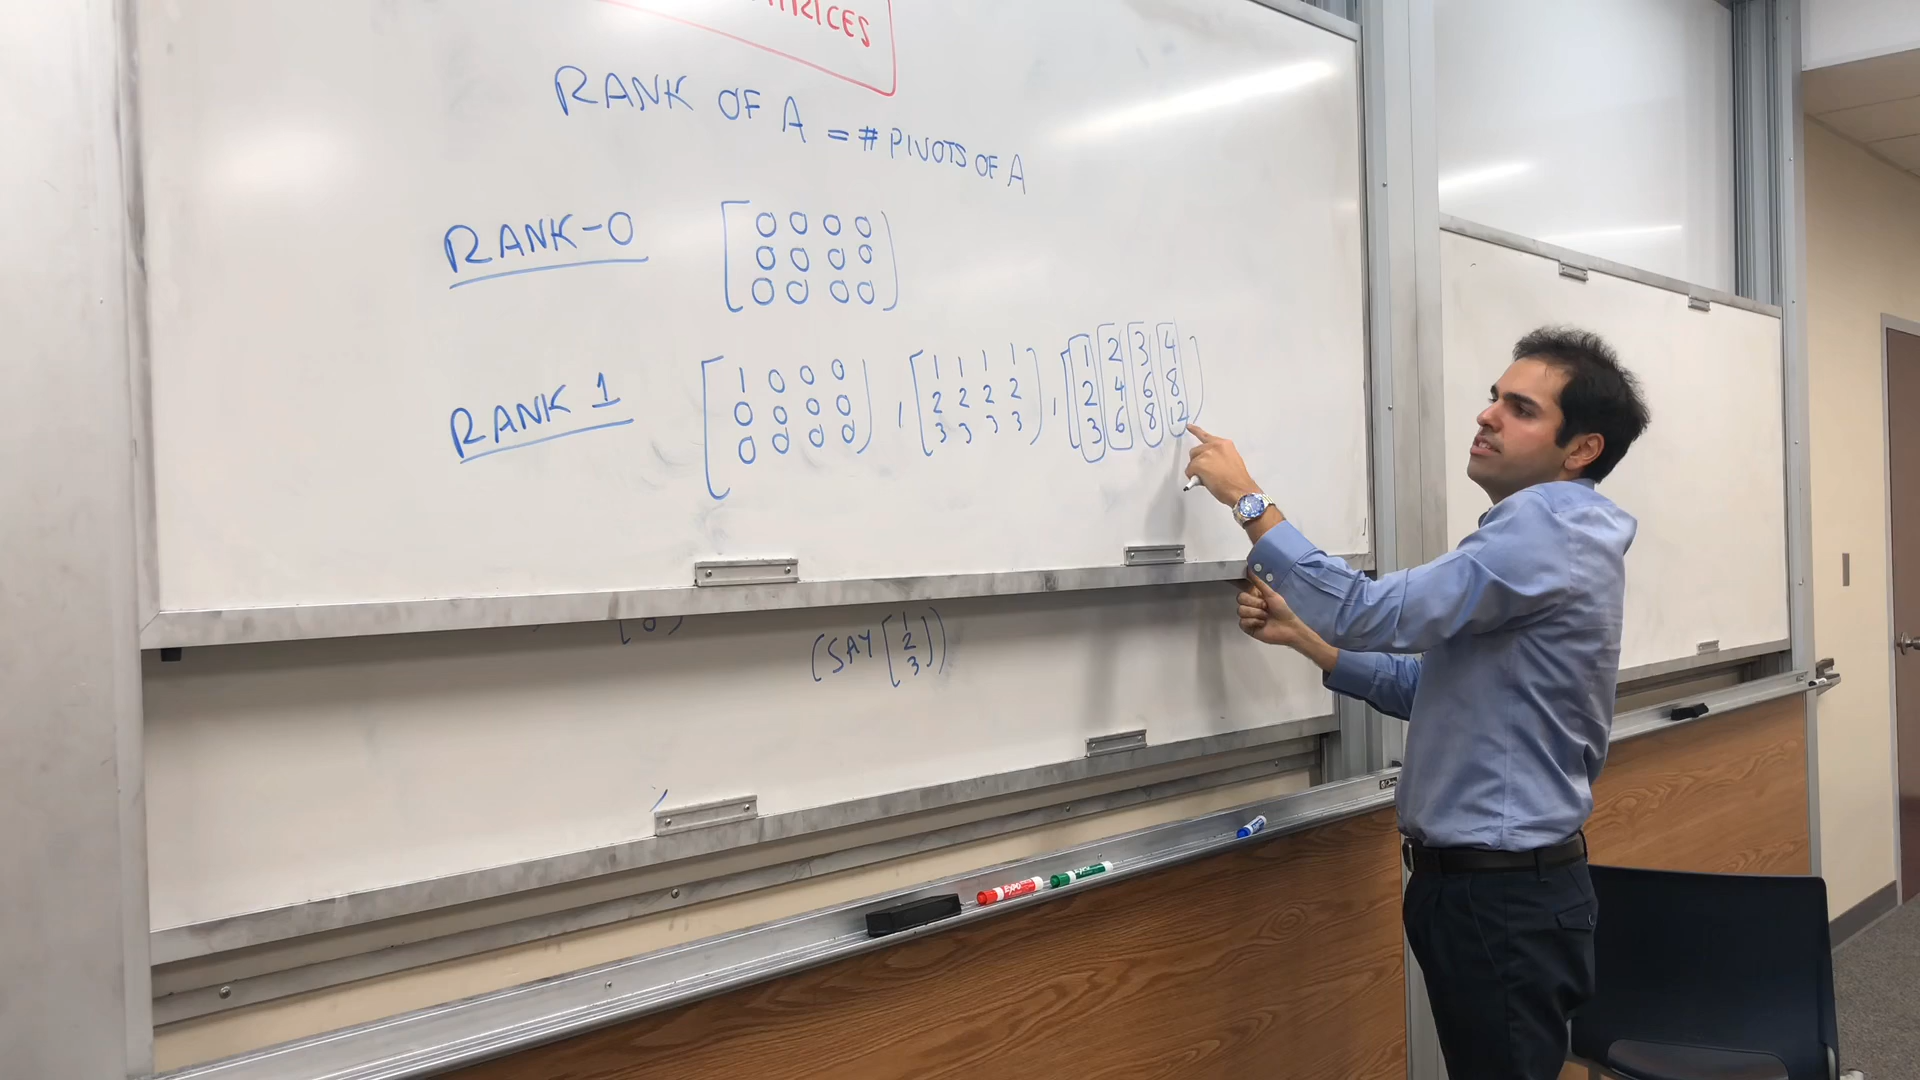 RANK OF A = # PIVOTS OF A
RANK-0
0 0 0 0
0 0 0 0
0 0 0 0
RANK 1
1 0 0 0 , 1 1 1 1 , 1 2 3 4
0 0 0 0 2 2 2 2 2 4 6 8
0 0 0 0 3 3 3 3 3 6 8 12
(SAY [1
2
3])
EXPO